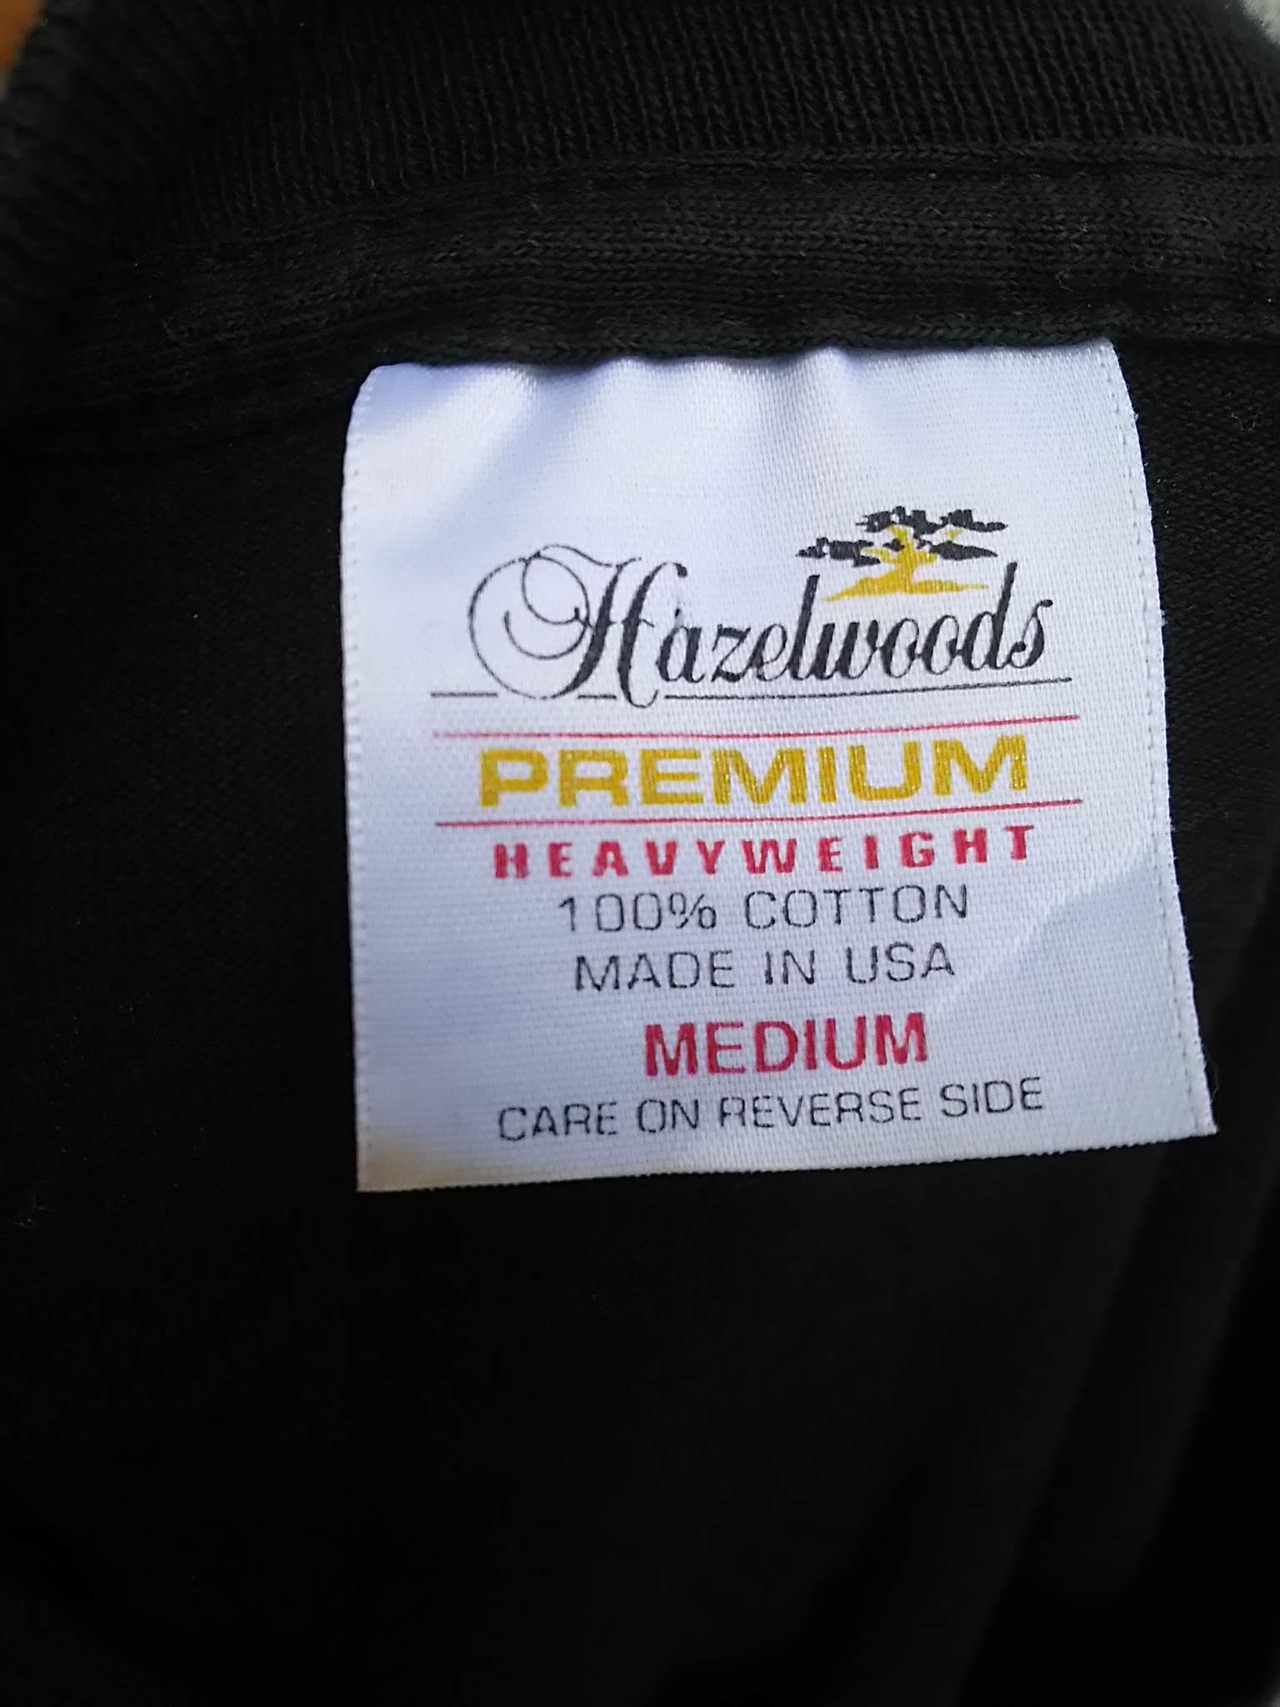 Hazelwoods
PREMIUM
HEAVYWEIGHT
100% COTTON
MADE IN USA
MEDIUM
CARE ON REVERSE SIDE